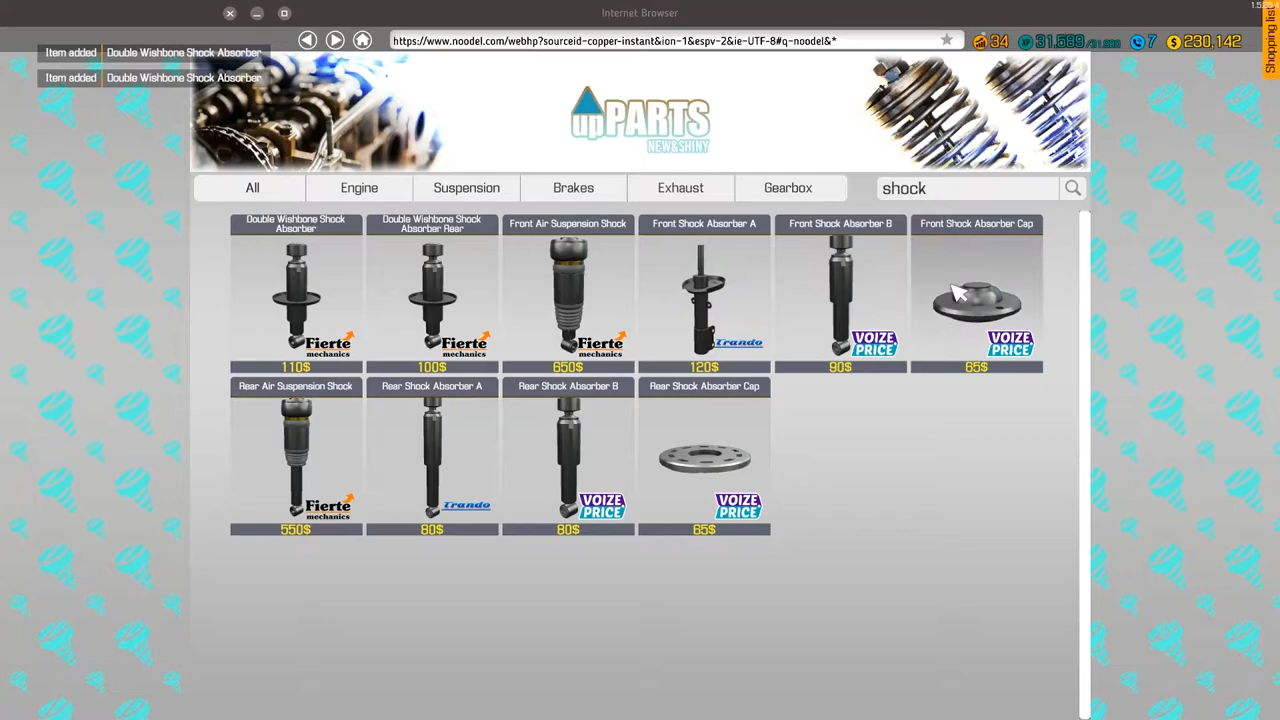 Internet Browser
1.5.26.4
Shopping list
Item added Double Wishbone Shock Absorber
Item added Double Wishbone Shock Absorber
https://www.noodel.com/webhp?sourceid-copper-instant&ion-1&espv-2&ie-UTF-8#q-noodel&*
34
7
230,142
upPARTS
NEW&SHINY
All Engine Suspension Brakes Exhaust Gearbox
shock
Double Wishbone Shock
Absorber
Double Wishbone Shock
Absorber Rear
Front Air Suspension Shock
Front Shock Absorber A
Front Shock Absorber B
Front Shock Absorber Cap
Fierte
mechanics
Fierte
mechanics
Fierte
mechanics
Trando
VOIZE
PRICE
VOIZE
PRICE
110$ 100$ 650$ 120$ 90$ 65$
Rear Air Suspension Shock
Rear Shock Absorber A
Rear Shock Absorber B
Rear Shock Absorber Cap
Fierte
mechanics
Trando
VOIZE
PRICE
VOIZE
PRICE
550$ 80$ 80$ 65$